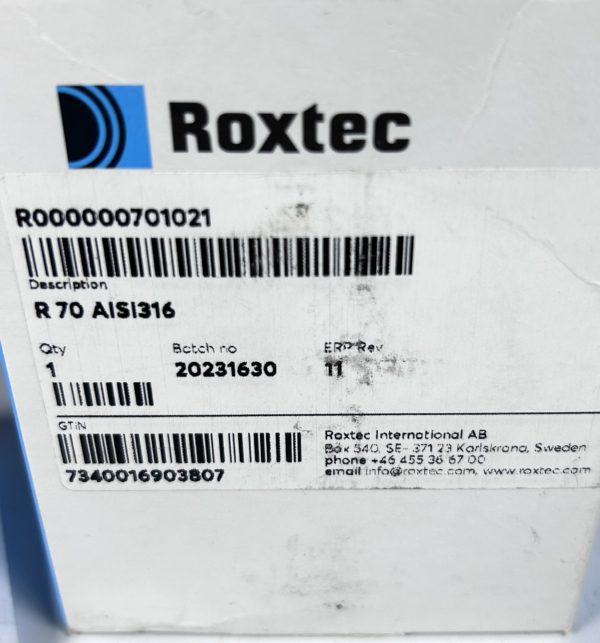 Roxtec
R000000701021
Description
R 70 AISI316
Qty
Batch no
ERP Rev
1
20231630
11
GTIN
Roxtec International AB
Box 540, SE- 371 23 Karlskrona, Sweden
phone +46 455 36 67 00
email info@roxtec.com, www.roxtec.com
7340016903807